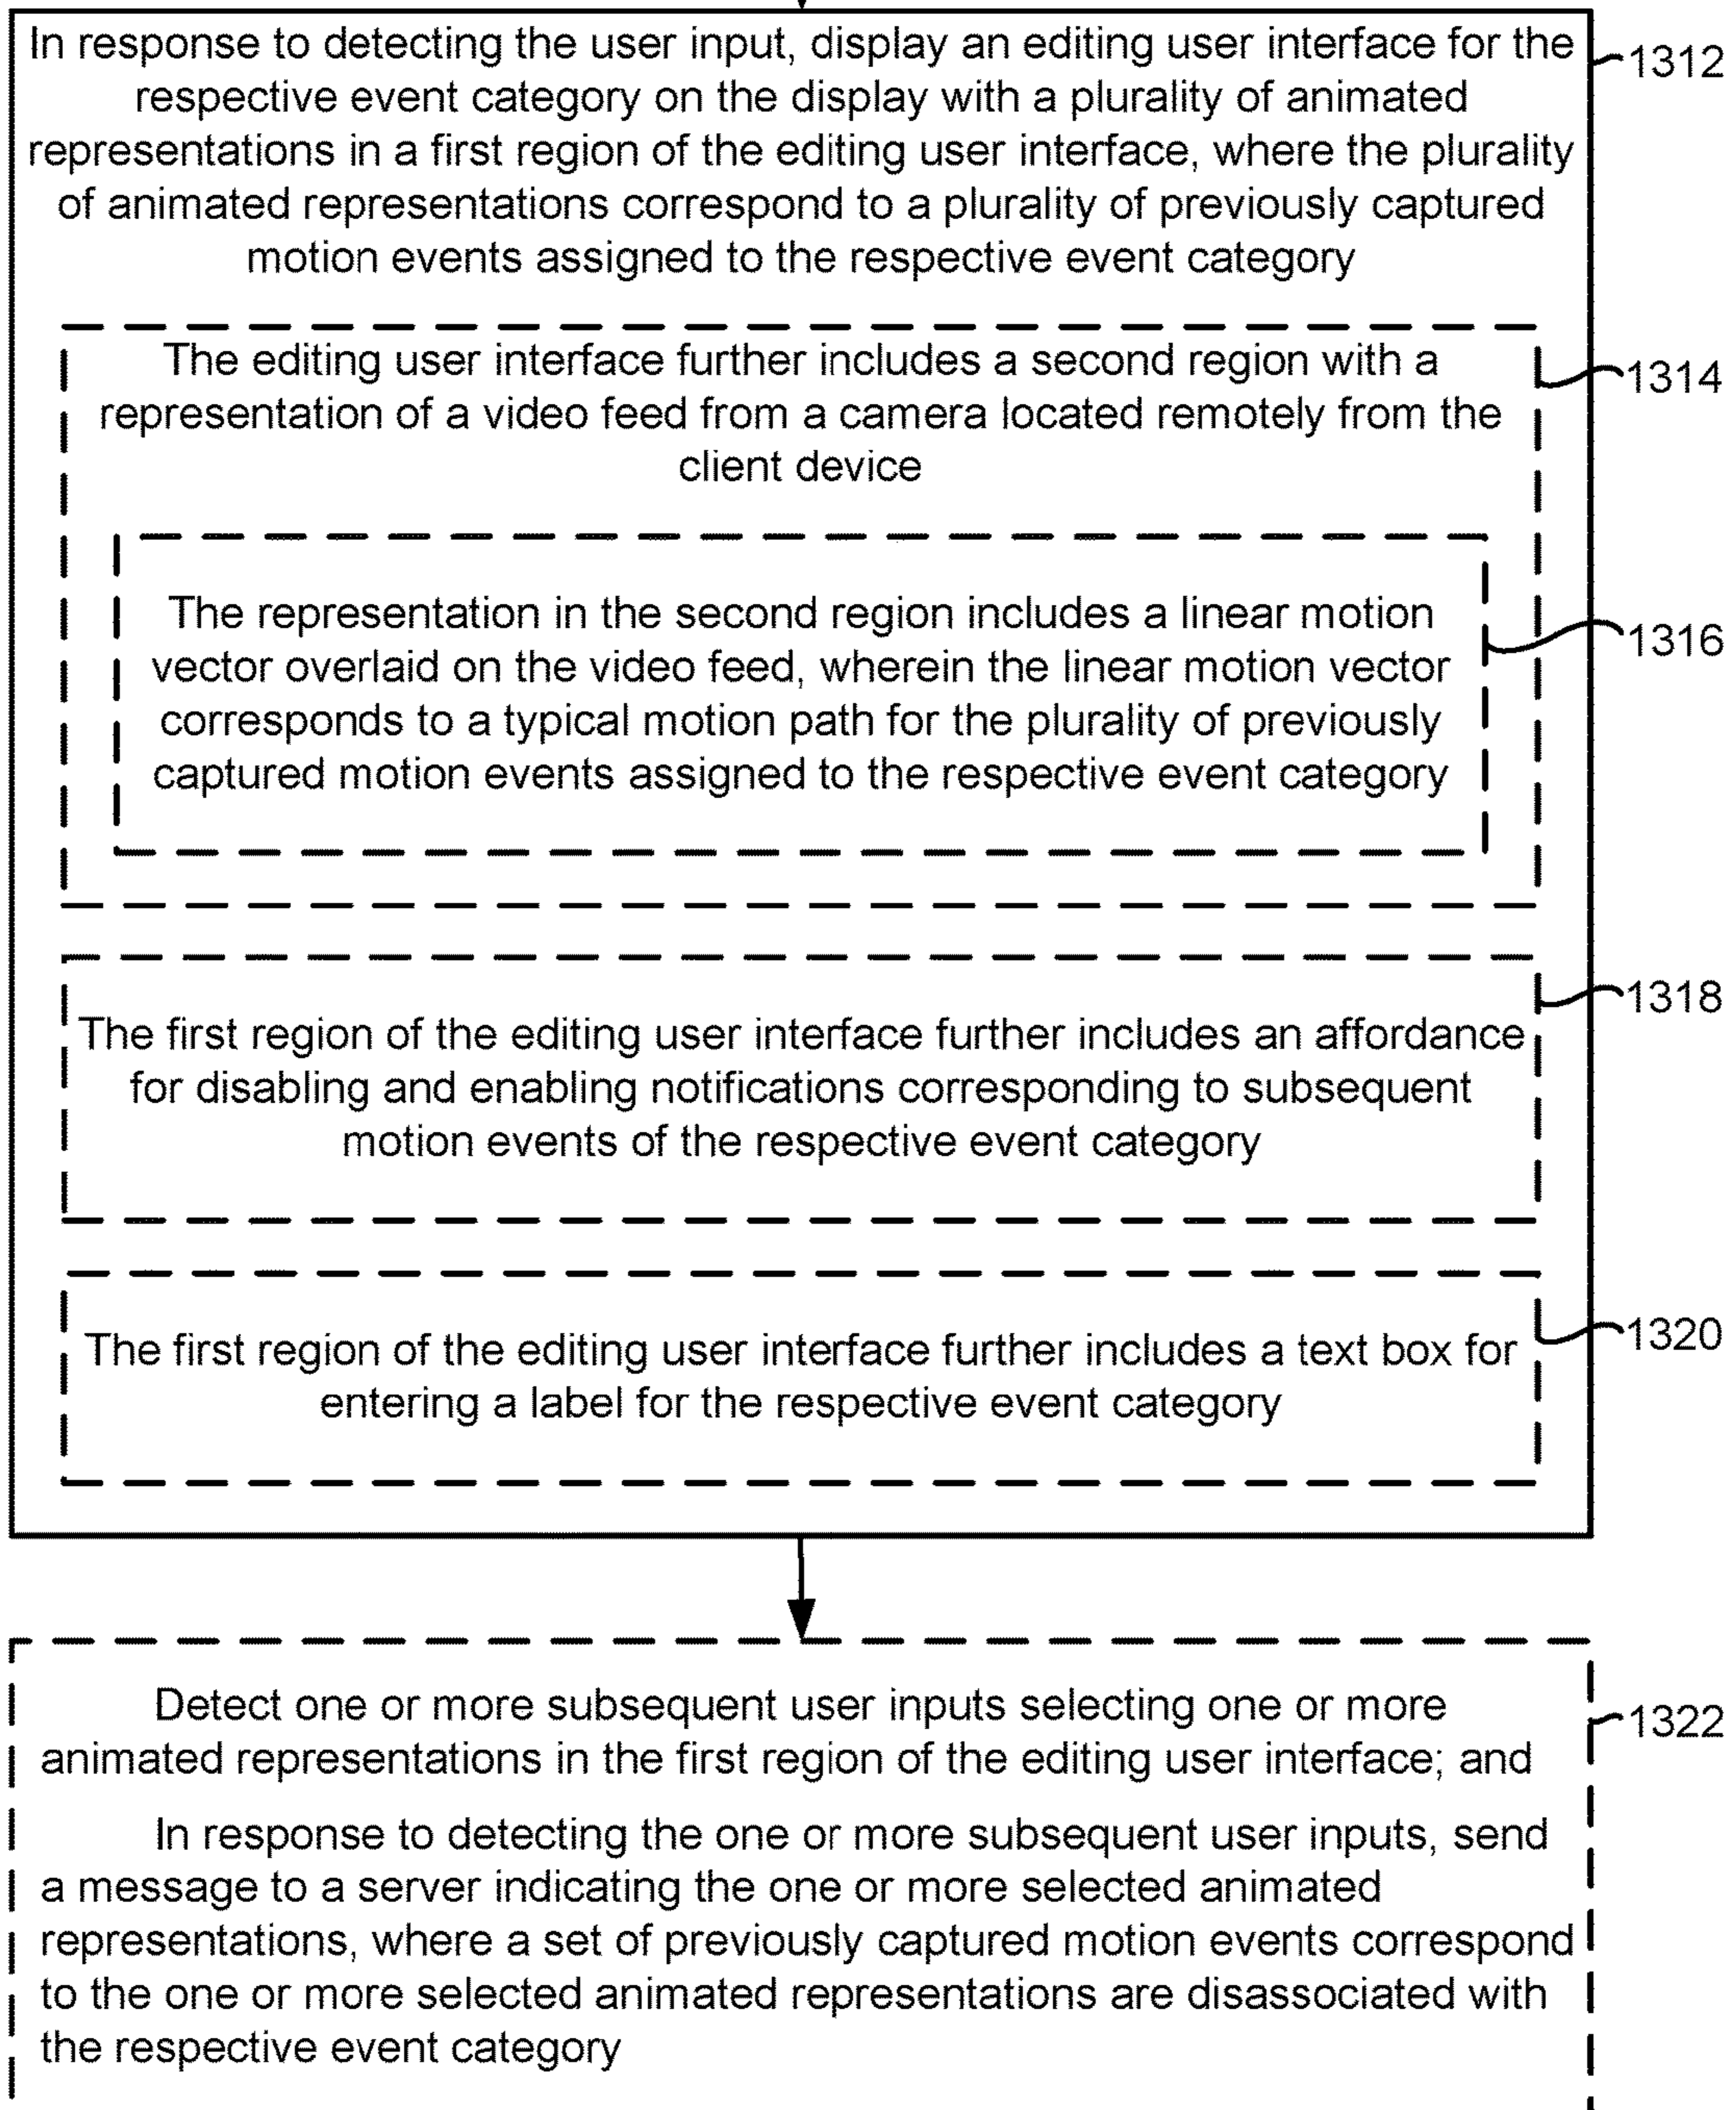 In response to detecting the user input, display an editing user interface for the
respective event category on the display with a plurality of animated
representations in a first region of the editing user interface, where the plurality
of animated representations correspond to a plurality of previously captured
motion events assigned to the respective event category
1312
The editing user interface further includes a second region with a
representation of a video feed from a camera located remotely from the
client device
1314
The representation in the second region includes a linear motion
vector overlaid on the video feed, wherein the linear motion vector
corresponds to a typical motion path for the plurality of previously
captured motion events assigned to the respective event category
1316
The first region of the editing user interface further includes an affordance
for disabling and enabling notifications corresponding to subsequent
motion events of the respective event category
1318
The first region of the editing user interface further includes a text box for
entering a label for the respective event category
1320
Detect one or more subsequent user inputs selecting one or more
animated representations in the first region of the editing user interface; and
In response to detecting the one or more subsequent user inputs, send
a message to a server indicating the one or more selected animated
representations, where a set of previously captured motion events correspond
to the one or more selected animated representations are disassociated with
the respective event category
1322